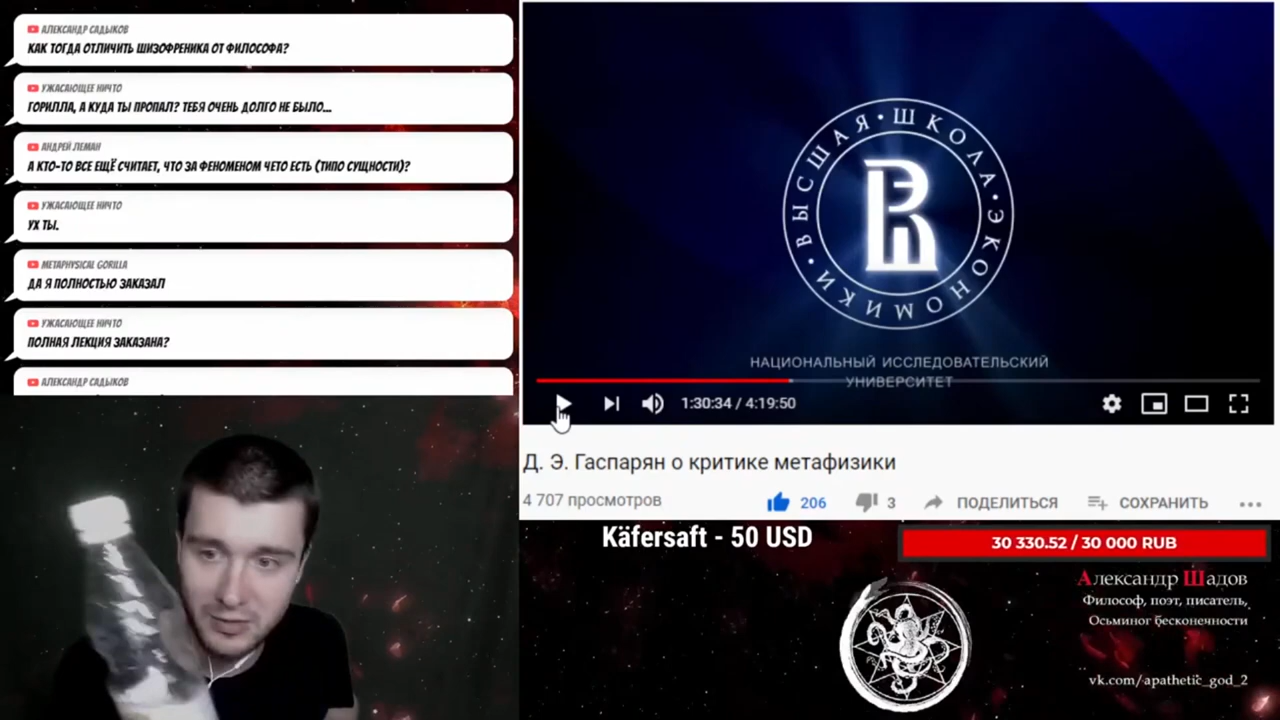 АЛЕКСАНДР САДЫКОВ
КАК ТОГДА ОТЛИЧИТЬ ШИЗОФРЕНИКА ОТ ФИЛОСОФА?
УЖАСАЮЩЕЕ НИЧТО
ГОРИЛЛА, А КУДА ТЫ ПРОПАЛ? ТЕБЯ ОЧЕНЬ ДОЛГО НЕ БЫЛО...
АНДРЕЙ ЛЕМАН
А КТО-ТО ВСЕ ЕЩЁ СЧИТАЕТ, ЧТО ЗА ФЕНОМЕНОМ ЧЕТО ЕСТЬ (ТИПО СУЩНОСТИ)?
УЖАСАЮЩЕЕ НИЧТО
УХ ТЫ.
METAPHYSICAL GORILLA
ДА Я ПОЛНОСТЬЮ ЗАКАЗАЛ
УЖАСАЮЩЕЕ НИЧТО
ПОЛНАЯ ЛЕКЦИЯ ЗАКАЗАНА?
АЛЕКСАНДР САДЫКОВ
ВЫСШАЯ • ШКОЛА • ЭКОНОМИКИ •
НАЦИОНАЛЬНЫЙ ИССЛЕДОВАТЕЛЬСКИЙ
УНИВЕРСИТЕТ
1:30:34 / 4:19:50
Д. Э. Гаспарян о критике метафизики
4 707 просмотров
206
3
ПОДЕЛИТЬСЯ
СОХРАНИТЬ
Käfersaft - 50 USD
30 330.52 / 30 000 RUB
Александр Шадов
Философ, поэт, писатель,
Осьминог бесконечности
vk.com/apathetic_god_2